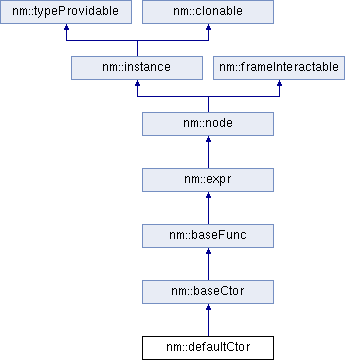 nm::typeProvidable nm::clonable
nm::instance nm::frameInteractable
nm::node
nm::expr
nm::baseFunc
nm::baseCtor
nm::defaultCtor